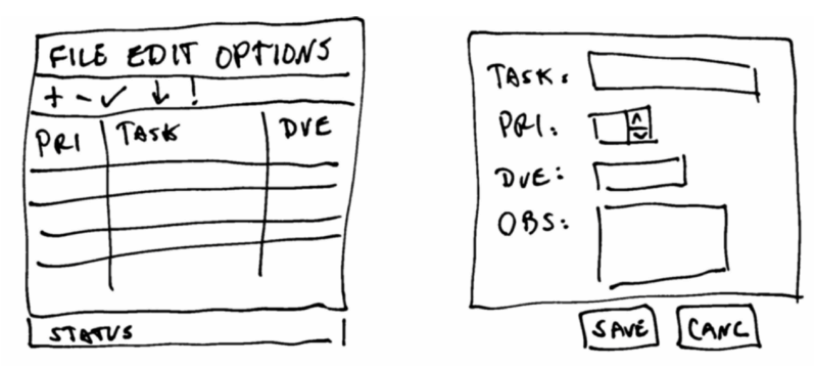 FILE EDIT OPTIONS
+ - ✓ ↓ !
PRI TASK DUE
STATUS
TASK:
PRI:
DUE:
OBS:
SAVE CANC